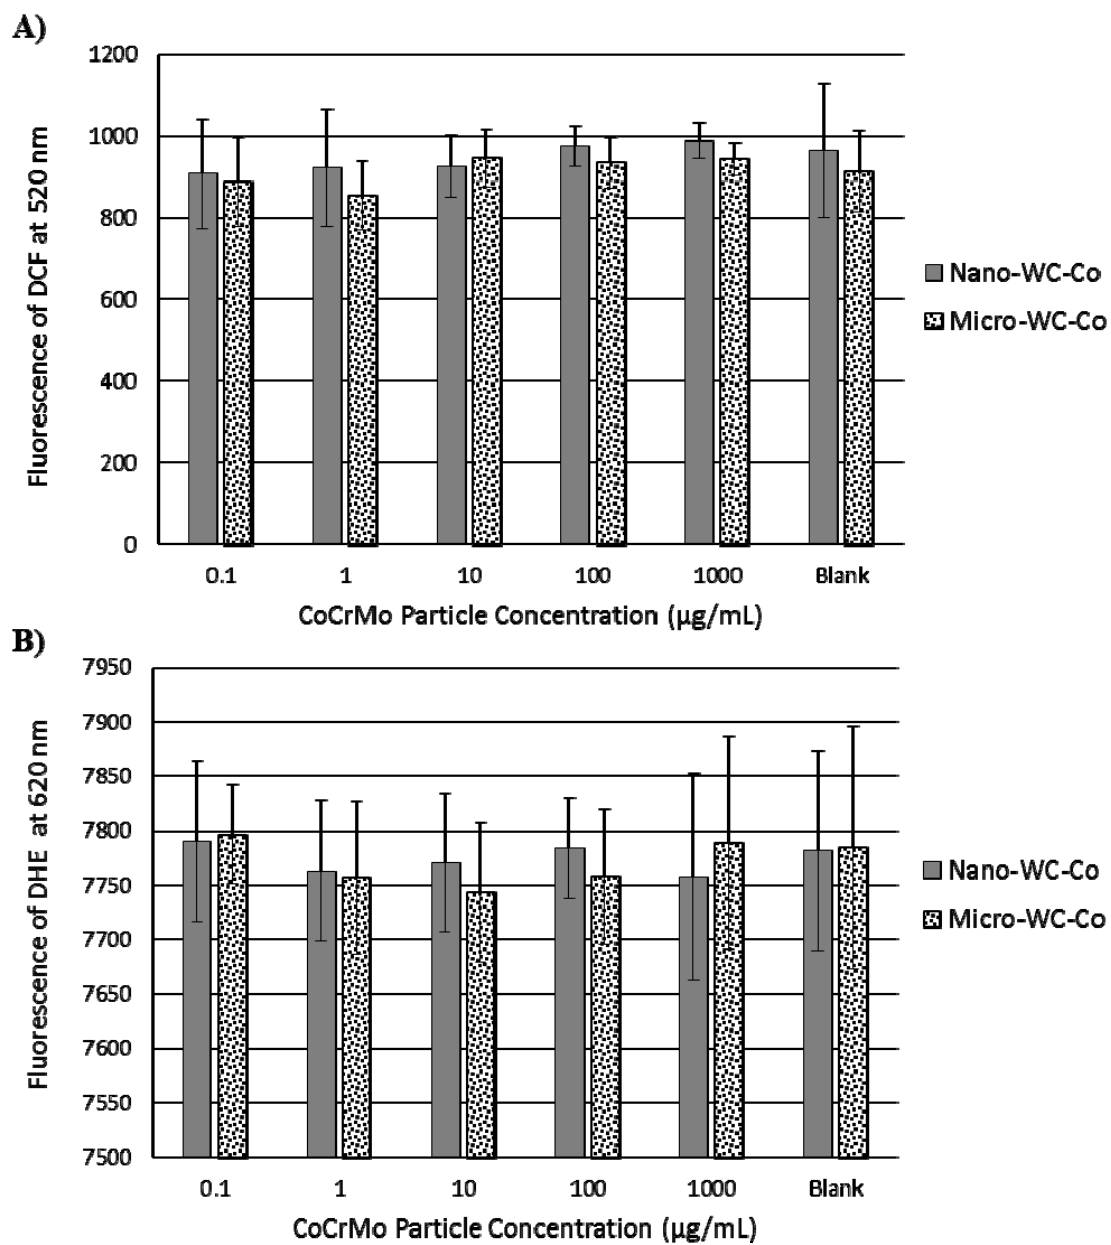 A)
Fluorescence of DCF at 520 nm
1200
1000
800
600
400
200
0
0.1 1 10 100 1000 Blank
CoCrMo Particle Concentration (µg/mL)
Nano-WC-Co
Micro-WC-Co
B)
Fluorescence of DHE at 620 nm
7950
7900
7850
7800
7750
7700
7650
7600
7550
7500
0.1 1 10 100 1000 Blank
CoCrMo Particle Concentration (µg/mL)
Nano-WC-Co
Micro-WC-Co